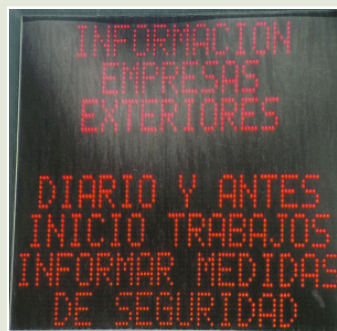 INFORMACION
EMPRESAS
EXTERIORES
DIARIO Y ANTES
INICIO TRABAJOS
INFORMAR MEDIDAS
DE SEGURIDAD